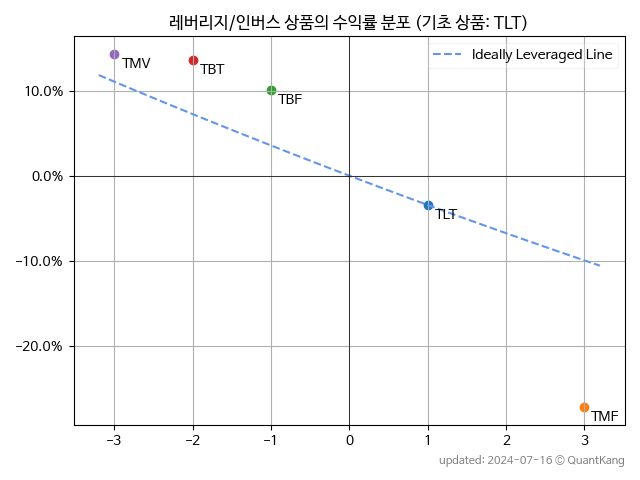 레버리지/인버스 상품의 수익률 분포 (기초 상품: TLT)
Ideally Leveraged Line
TMV
TBT
TBF
TLT
TMF
10.0%
0.0%
−10.0%
−20.0%
−3
−2
−1
0
1
2
3
updated: 2024-07-16 © QuantKang